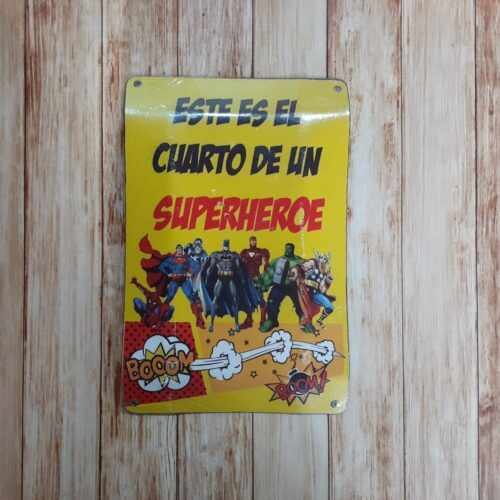 ESTE ES EL
CUARTO DE UN
SUPERHEROE
BOOOM
BOOM!